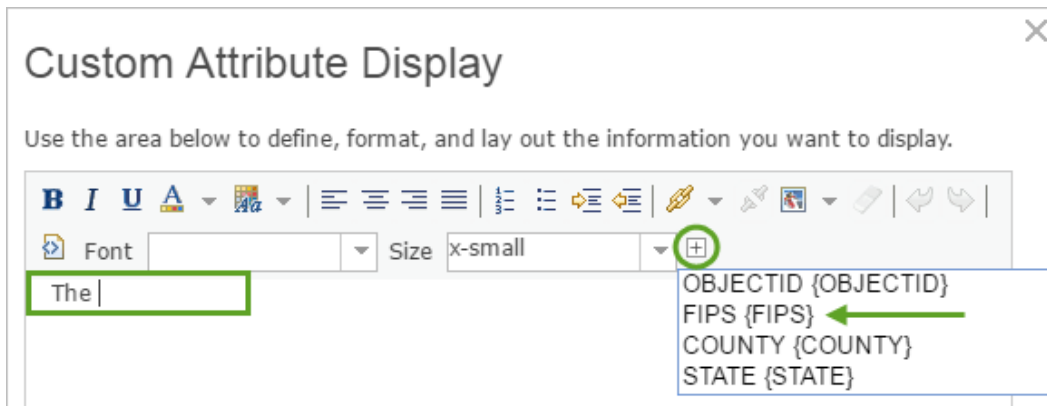 Custom Attribute Display
Use the area below to define, format, and lay out the information you want to display.
B I U A Aa
Font Size x-small
The
OBJECTID {OBJECTID}
FIPS {FIPS}
COUNTY {COUNTY}
STATE {STATE}